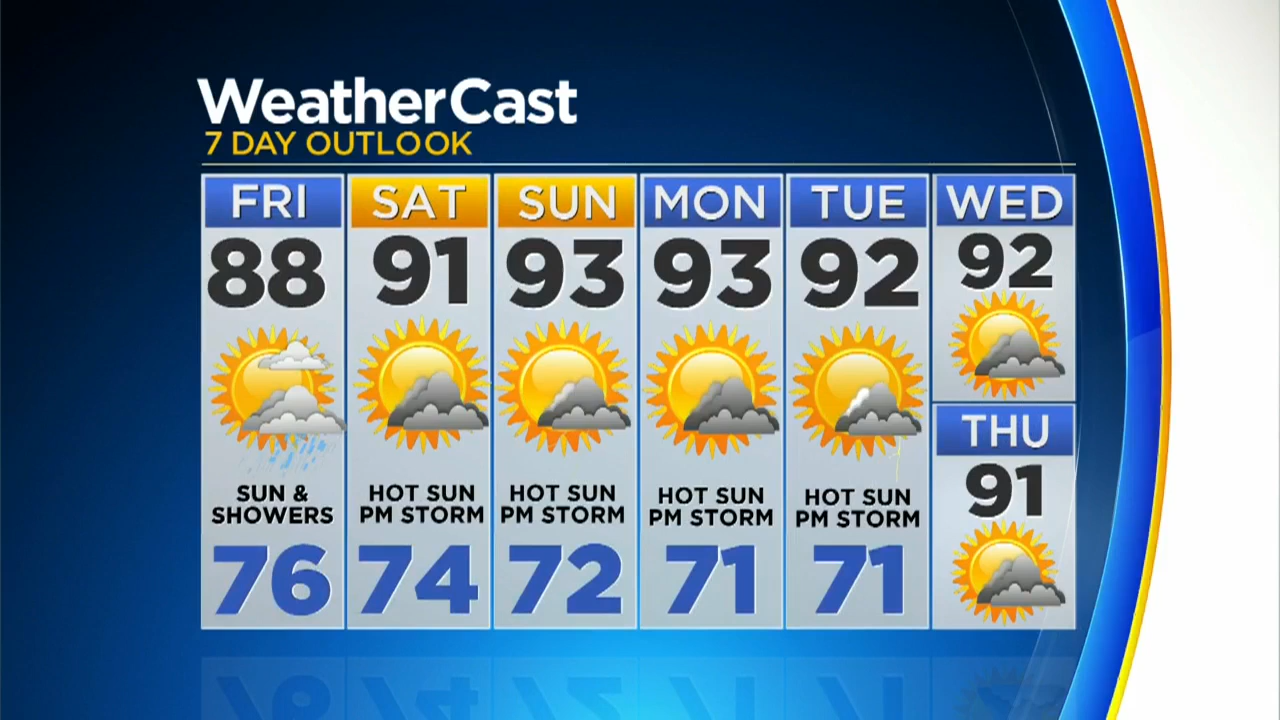 WeatherCast
7 DAY OUTLOOK
FRI
88
SUN &
SHOWERS
76
SAT
91
HOT SUN
PM STORM
74
SUN
93
HOT SUN
PM STORM
72
MON
93
HOT SUN
PM STORM
71
TUE
92
HOT SUN
PM STORM
71
WED
92
THU
91